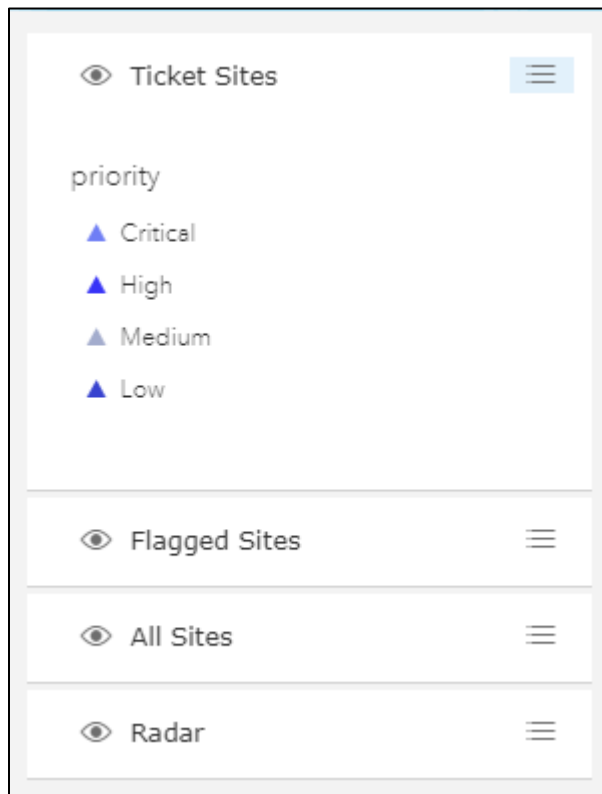 Ticket Sites
priority
Critical
High
Medium
Low
Flagged Sites
All Sites
Radar